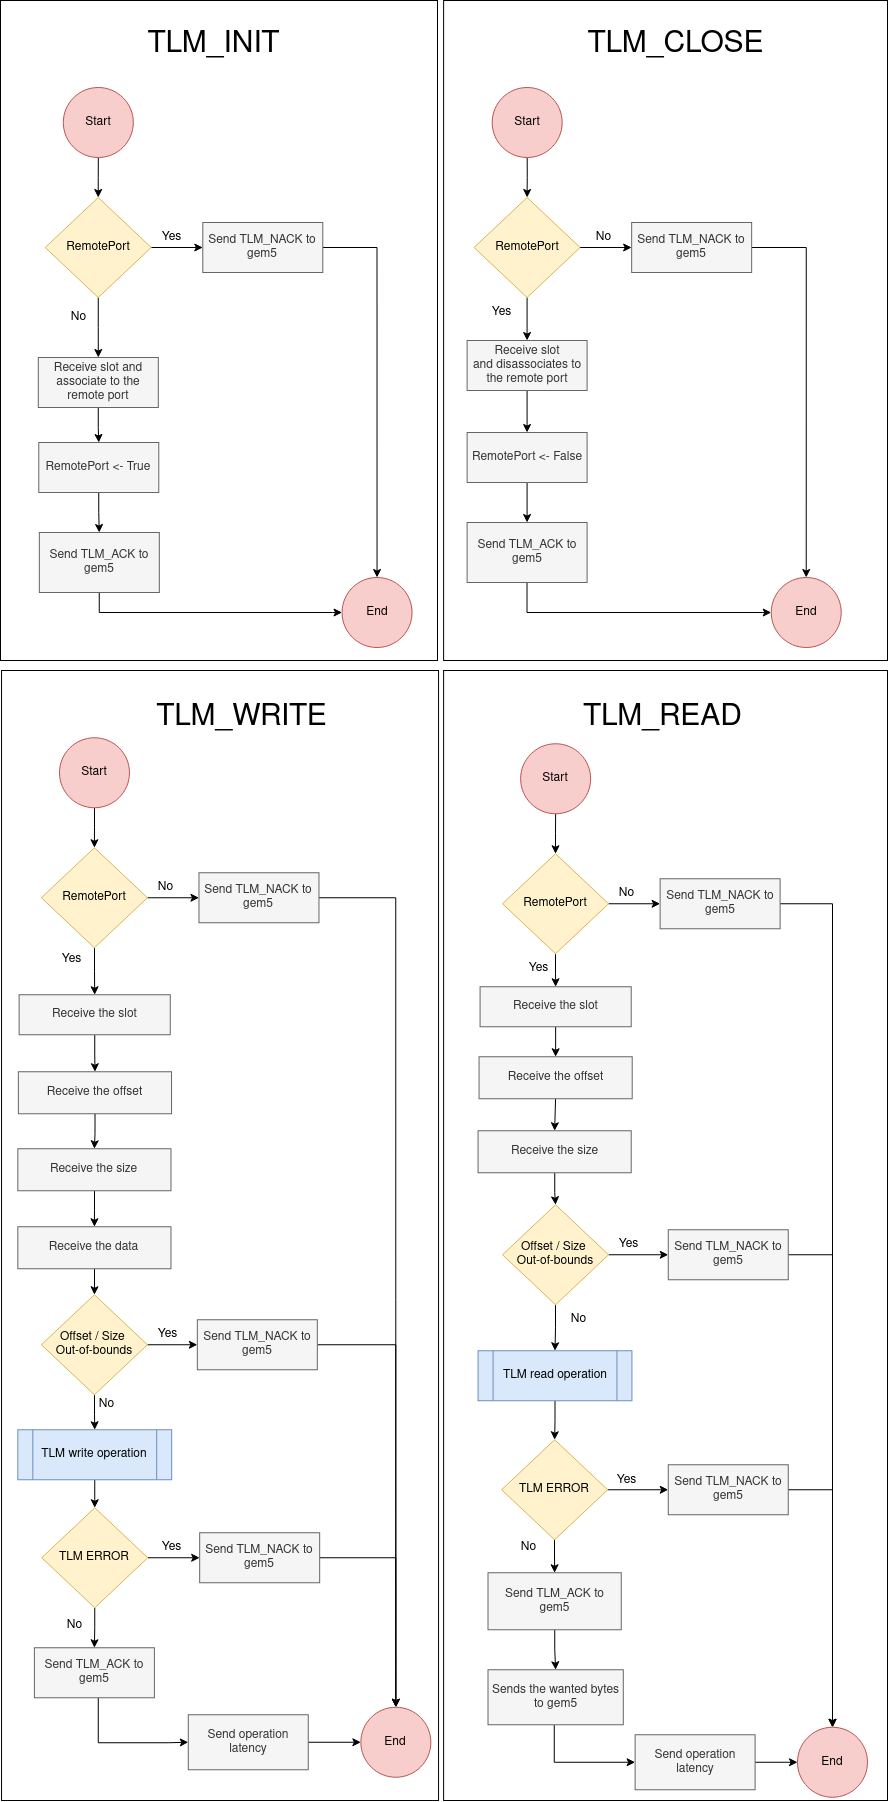 TLM_INIT
Start
RemotePort
Yes
Send TLM_NACK to
gem5
No
Receive slot and
associate to the
remote port
RemotePort <- True
Send TLM_ACK to
gem5
End
TLM_CLOSE
Start
RemotePort
No
Send TLM_NACK to
gem5
Yes
Receive slot
and disassociates to
the remote port
RemotePort <- False
Send TLM_ACK to
gem5
End
TLM_WRITE
Start
RemotePort
No
Send TLM_NACK to
gem5
Yes
Receive the slot
Receive the offset
Receive the size
Receive the data
Offset / Size
Out-of-bounds
Yes
Send TLM_NACK to
gem5
No
TLM write operation
TLM ERROR
Yes
Send TLM_NACK to
gem5
No
Send TLM_ACK to
gem5
Send operation
latency
End
TLM_READ
Start
RemotePort
No
Send TLM_NACK to
gem5
Yes
Receive the slot
Receive the offset
Receive the size
Offset / Size
Out-of-bounds
Yes
Send TLM_NACK to
gem5
No
TLM read operation
TLM ERROR
Yes
Send TLM_NACK to
gem5
No
Send TLM_ACK to
gem5
Sends the wanted bytes
to gem5
Send operation
latency
End